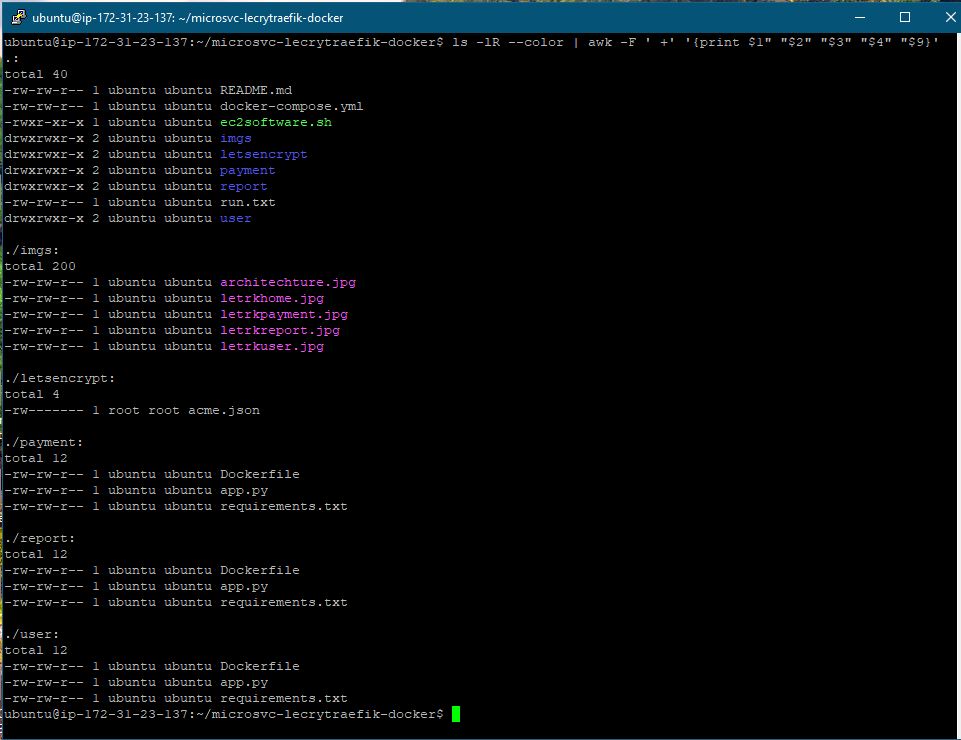 ubuntu@ip-172-31-23-137: ~/microsvc-lecrytraefik-docker
ubuntu@ip-172-31-23-137:~/microsvc-lecrytraefik-docker$ ls -lR --color | awk -F ' +' '{print $1" "$2" "$3" "$4" "$9}'
.:
total 40
-rw-rw-r-- 1 ubuntu ubuntu README.md
-rw-rw-r-- 1 ubuntu ubuntu docker-compose.yml
-rwxr-xr-x 1 ubuntu ubuntu ec2software.sh
drwxrwxr-x 2 ubuntu ubuntu imgs
drwxrwxr-x 2 ubuntu ubuntu letsencrypt
drwxrwxr-x 2 ubuntu ubuntu payment
drwxrwxr-x 2 ubuntu ubuntu report
-rw-rw-r-- 1 ubuntu ubuntu run.txt
drwxrwxr-x 2 ubuntu ubuntu user
./imgs:
total 200
-rw-rw-r-- 1 ubuntu ubuntu architechture.jpg
-rw-rw-r-- 1 ubuntu ubuntu letrkhome.jpg
-rw-rw-r-- 1 ubuntu ubuntu letrkpayment.jpg
-rw-rw-r-- 1 ubuntu ubuntu letrkreport.jpg
-rw-rw-r-- 1 ubuntu ubuntu letrkuser.jpg
./letsencrypt:
total 4
-rw------- 1 root root acme.json
./payment:
total 12
-rw-rw-r-- 1 ubuntu ubuntu Dockerfile
-rw-rw-r-- 1 ubuntu ubuntu app.py
-rw-rw-r-- 1 ubuntu ubuntu requirements.txt
./report:
total 12
-rw-rw-r-- 1 ubuntu ubuntu Dockerfile
-rw-rw-r-- 1 ubuntu ubuntu app.py
-rw-rw-r-- 1 ubuntu ubuntu requirements.txt
./user:
total 12
-rw-rw-r-- 1 ubuntu ubuntu Dockerfile
-rw-rw-r-- 1 ubuntu ubuntu app.py
-rw-rw-r-- 1 ubuntu ubuntu requirements.txt
ubuntu@ip-172-31-23-137:~/microsvc-lecrytraefik-docker$